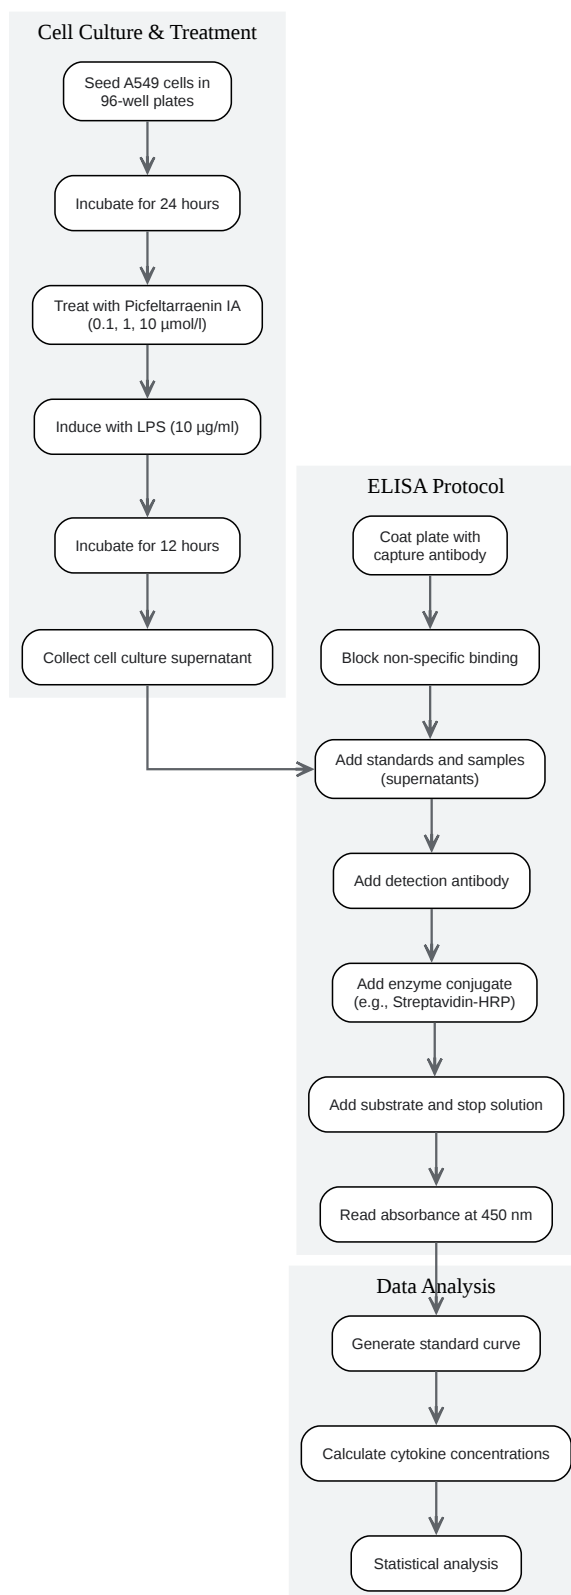 Cell Culture & Treatment
Seed A549 cells in
96-well plates
Incubate for 24 hours
Treat with Picfeltarraenin IA
(0.1, 1, 10 µmol/l)
Induce with LPS (10 µg/ml)
Incubate for 12 hours
Collect cell culture supernatant
ELISA Protocol
Coat plate with
capture antibody
Block non-specific binding
Add standards and samples
(supernatants)
Add detection antibody
Add enzyme conjugate
(e.g., Streptavidin-HRP)
Add substrate and stop solution
Read absorbance at 450 nm
Data Analysis
Generate standard curve
Calculate cytokine concentrations
Statistical analysis